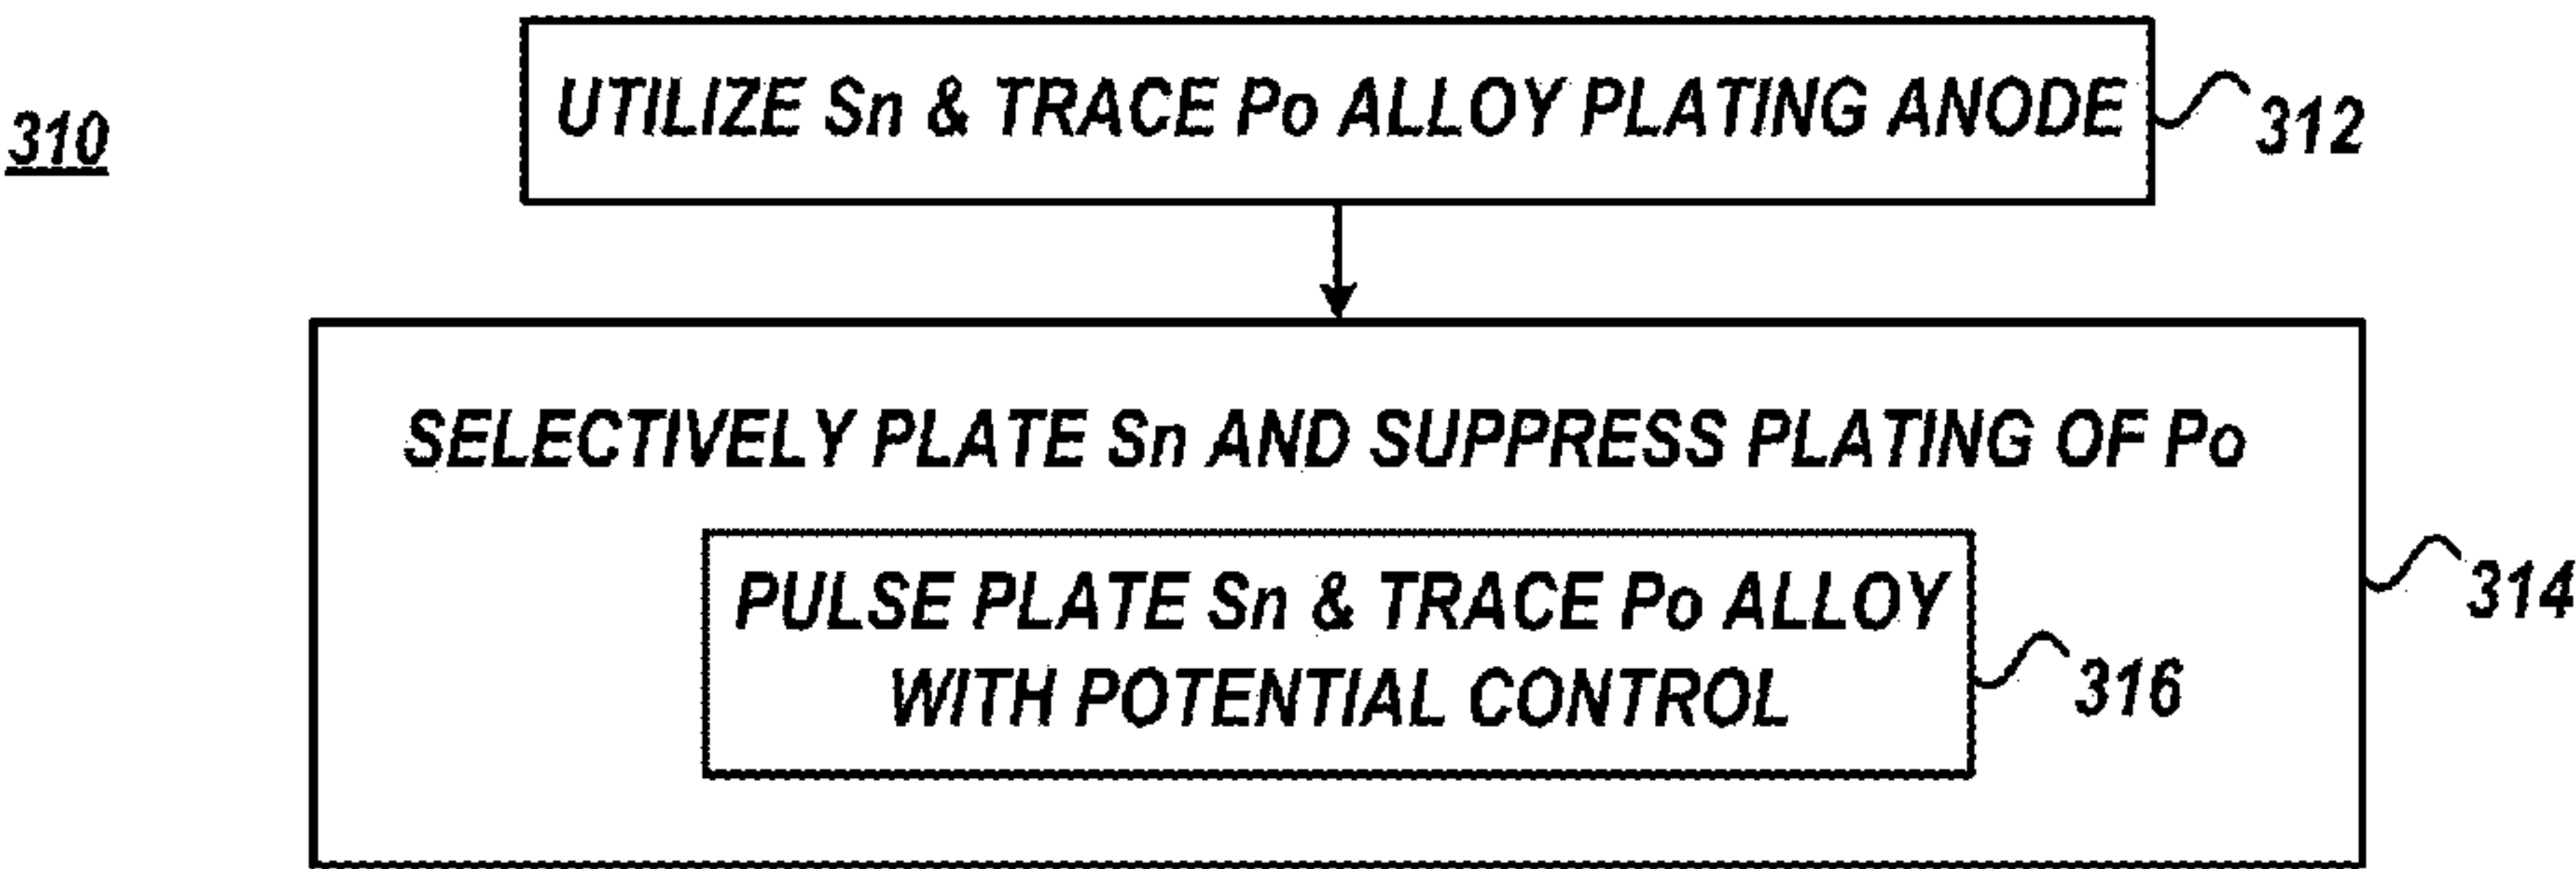 310
UTILIZE Sn & TRACE Po ALLOY PLATING ANODE
312
SELECTIVELY PLATE Sn AND SUPPRESS PLATING OF Po
314
PULSE PLATE Sn & TRACE Po ALLOY
WITH POTENTIAL CONTROL
316